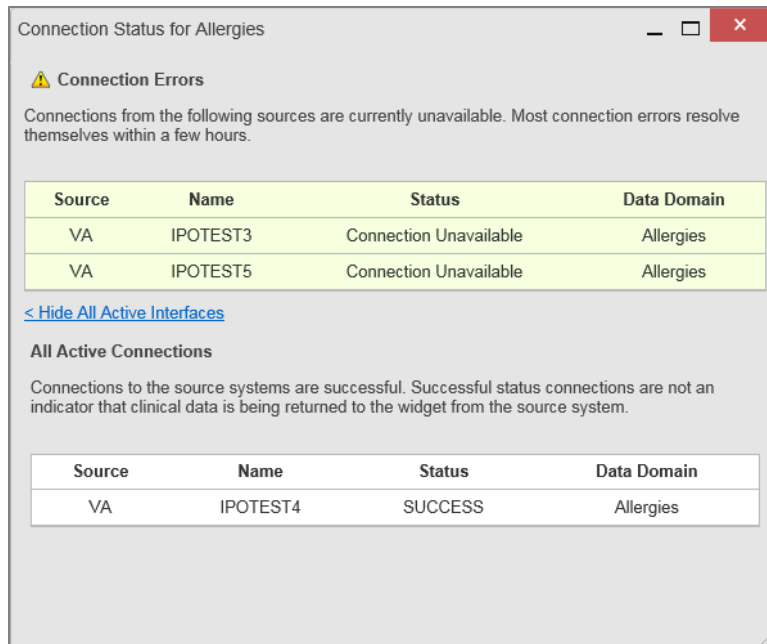 Connection Status for Allergies
Connection Errors
Connections from the following sources are currently unavailable. Most connection errors resolve
themselves within a few hours.
Source Name Status Data Domain
VA IPOTEST3 Connection Unavailable Allergies
VA IPOTEST5 Connection Unavailable Allergies
< Hide All Active Interfaces
All Active Connections
Connections to the source systems are successful. Successful status connections are not an
indicator that clinical data is being returned to the widget from the source system.
Source Name Status Data Domain
VA IPOTEST4 SUCCESS Allergies